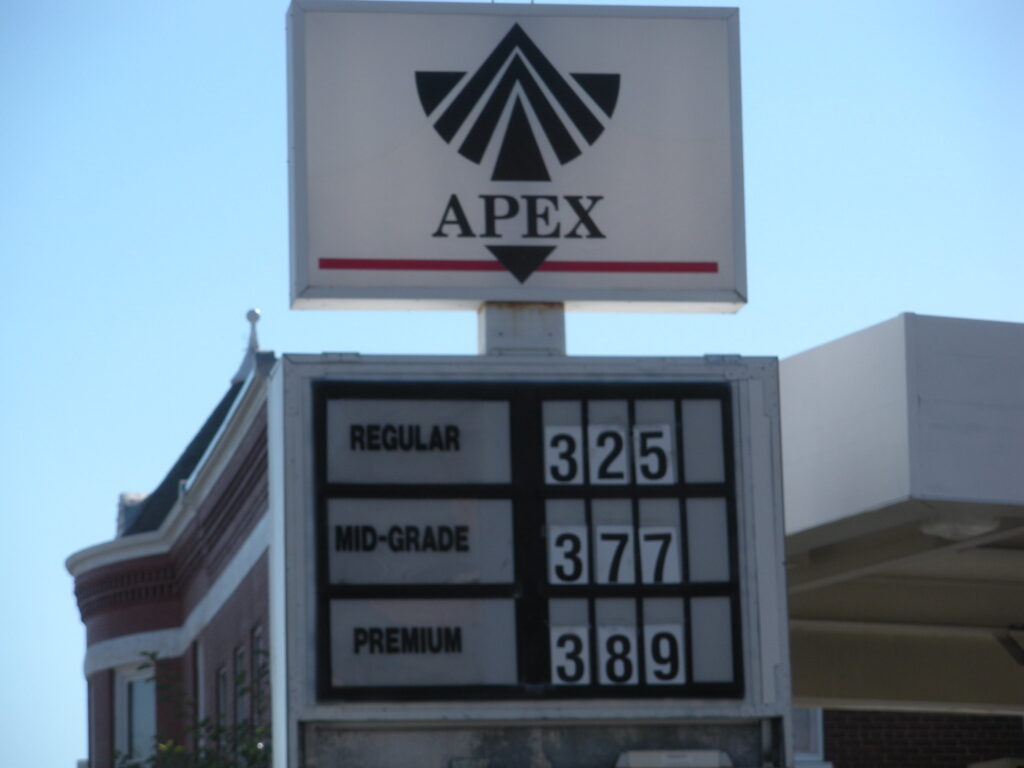 APEX
REGULAR 325
MID-GRADE 377
PREMIUM 389